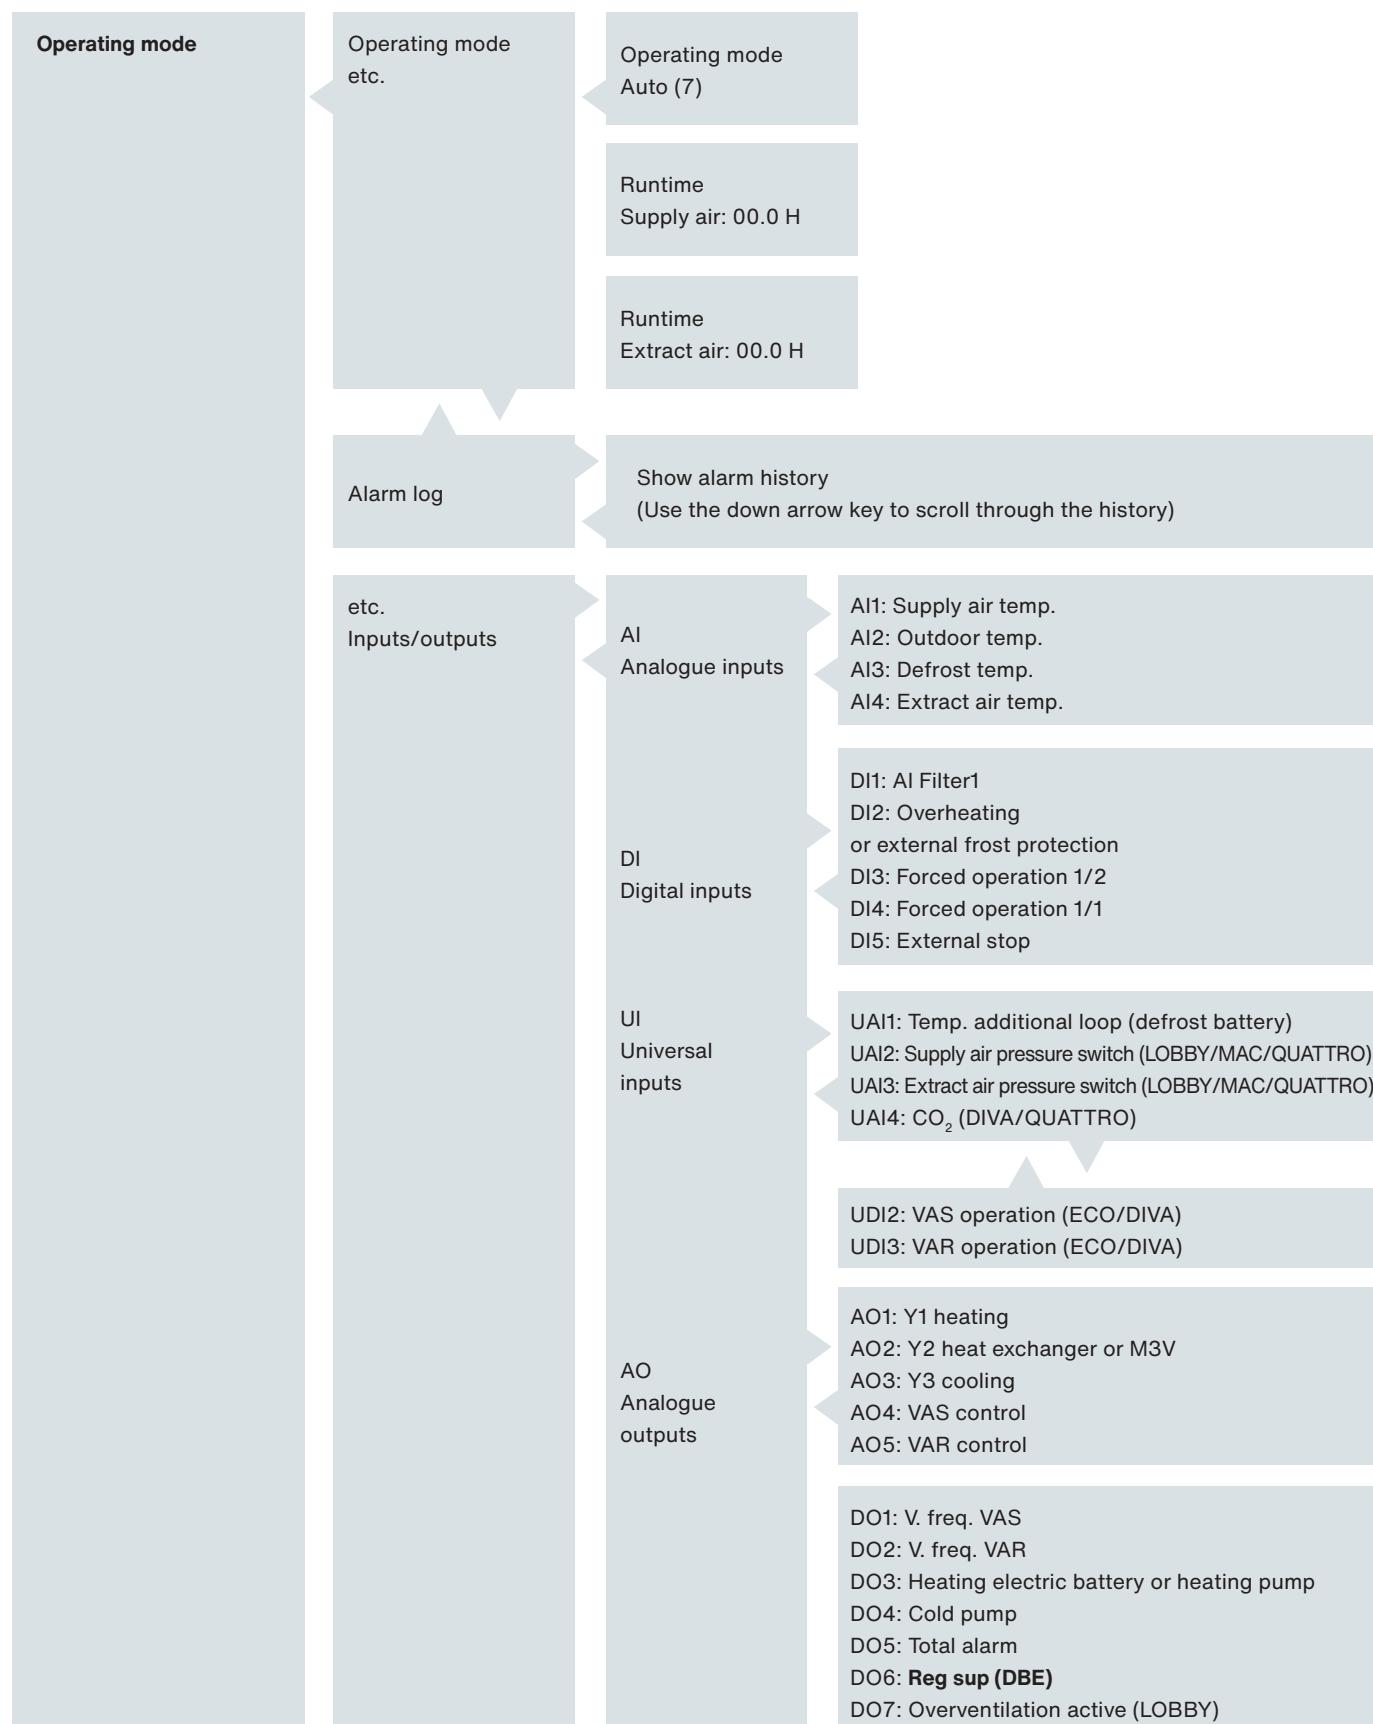 Operating mode
Operating mode
etc.
Operating mode
Auto (7)
Runtime
Supply air: 00.0 H
Runtime
Extract air: 00.0 H
Alarm log
Show alarm history
(Use the down arrow key to scroll through the history)
etc.
Inputs/outputs
AI
Analogue inputs
AI1: Supply air temp.
AI2: Outdoor temp.
AI3: Defrost temp.
AI4: Extract air temp.
DI
Digital inputs
DI1: AI Filter1
DI2: Overheating
or external frost protection
DI3: Forced operation 1/2
DI4: Forced operation 1/1
DI5: External stop
UI
Universal
inputs
UAI1: Temp. additional loop (defrost battery)
UAI2: Supply air pressure switch (LOBBY/MAC/QUATTRO)
UAI3: Extract air pressure switch (LOBBY/MAC/QUATTRO)
UAI4: CO₂ (DIVA/QUATTRO)
UDI2: VAS operation (ECO/DIVA)
UDI3: VAR operation (ECO/DIVA)
AO
Analogue
outputs
AO1: Y1 heating
AO2: Y2 heat exchanger or M3V
AO3: Y3 cooling
AO4: VAS control
AO5: VAR control
DO1: V. freq. VAS
DO2: V. freq. VAR
DO3: Heating electric battery or heating pump
DO4: Cold pump
DO5: Total alarm
DO6: Reg sup (DBE)
DO7: Overventilation active (LOBBY)